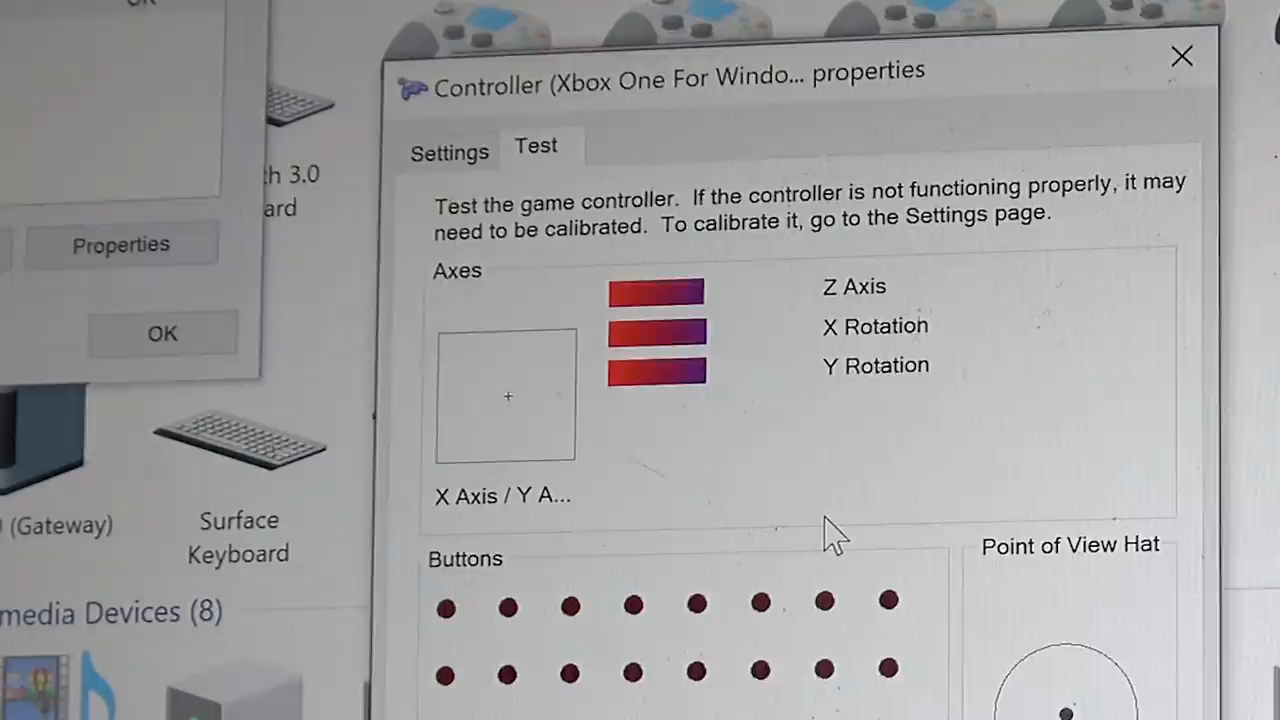 Controller (Xbox One For Windo... properties
Settings
Test
th 3.0
ard
Test the game controller. If the controller is not functioning properly, it may
need to be calibrated. To calibrate it, go to the Settings page.
Properties
Axes
Z Axis
OK
X Rotation
Y Rotation
X Axis / Y A...
(Gateway)
Surface
Keyboard
Buttons
Point of View Hat
media Devices (8)